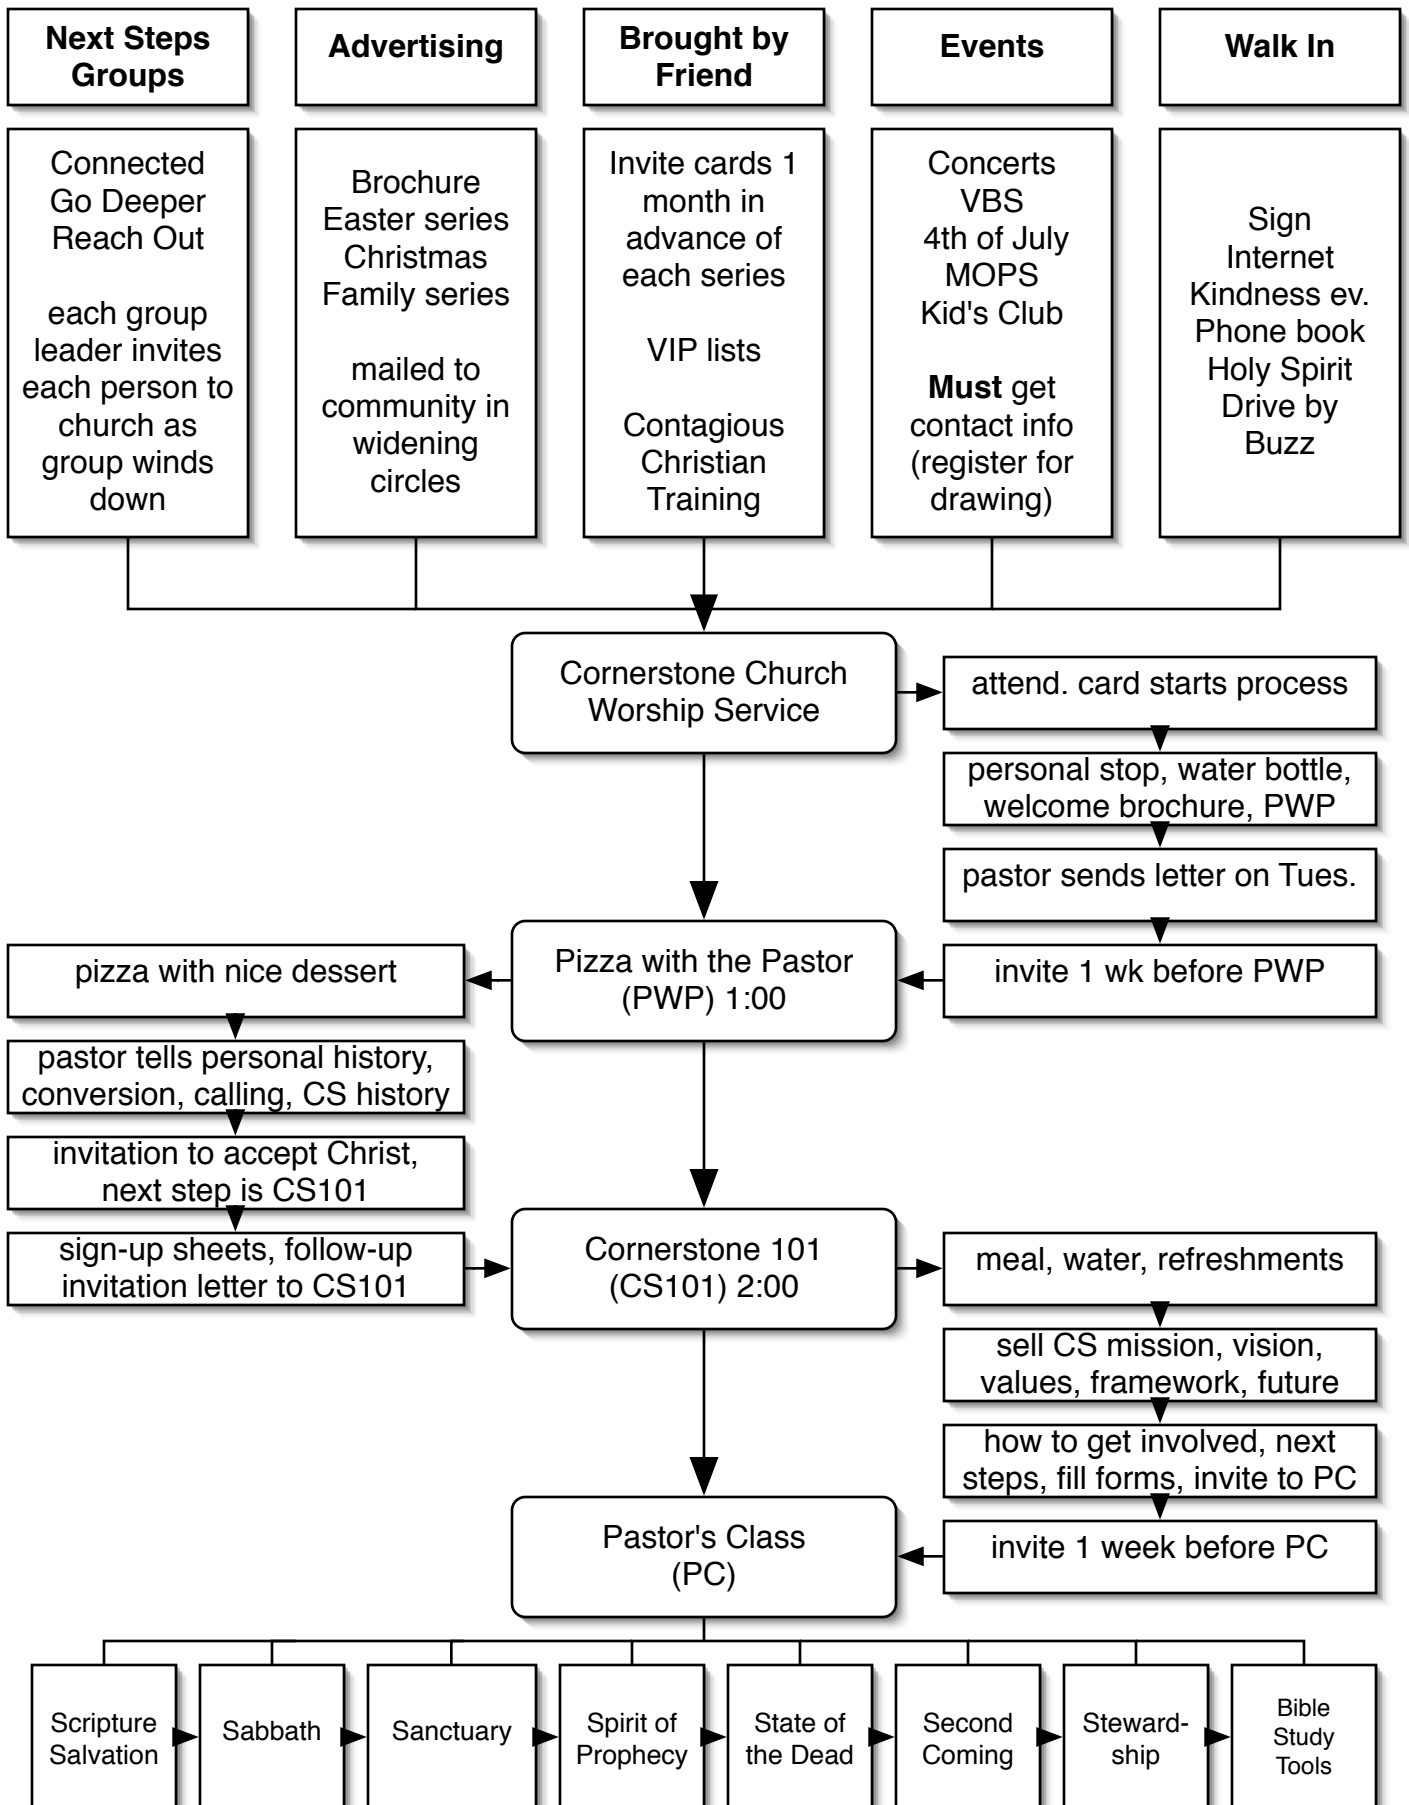 Next Steps
Groups
Advertising
Brought by
Friend
Events
Walk In
Connected
Go Deeper
Reach Out
each group
leader invites
each person to
church as
group winds
down
Brochure
Easter series
Christmas
Family series
mailed to
community in
widening
circles
Invite cards 1
month in
advance of
each series
VIP lists
Contagious
Christian
Training
Concerts
VBS
4th of July
MOPS
Kid's Club
Must get
contact info
(register for
drawing)
Sign
Internet
Kindness ev.
Phone book
Holy Spirit
Drive by
Buzz
Cornerstone Church
Worship Service
attend. card starts process
personal stop, water bottle,
welcome brochure, PWP
pastor sends letter on Tues.
invite 1 wk before PWP
Pizza with the Pastor
(PWP) 1:00
pizza with nice dessert
pastor tells personal history,
conversion, calling, CS history
invitation to accept Christ,
next step is CS101
sign-up sheets, follow-up
invitation letter to CS101
Cornerstone 101
(CS101) 2:00
meal, water, refreshments
sell CS mission, vision,
values, framework, future
how to get involved, next
steps, fill forms, invite to PC
invite 1 week before PC
Pastor's Class
(PC)
Scripture
Salvation
Sabbath
Sanctuary
Spirit of
Prophecy
State of
the Dead
Second
Coming
Steward-
ship
Bible
Study
Tools